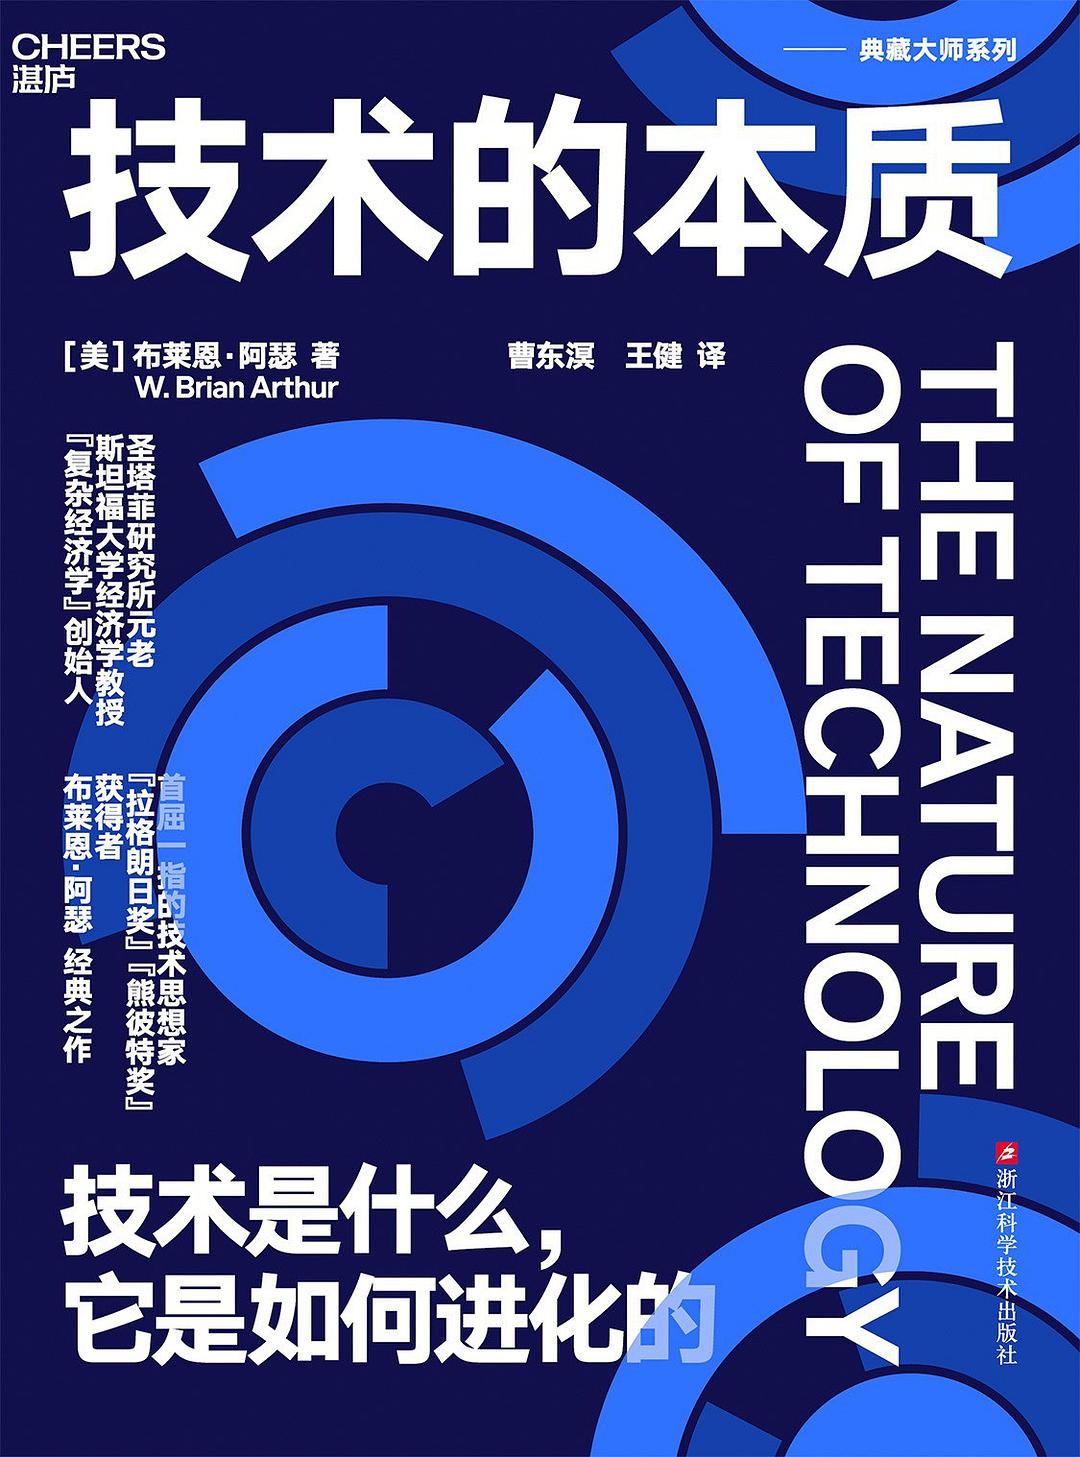 CHEERS
湛庐
典藏大师系列
技术的本质
[美]布莱恩·阿瑟 著
W. Brian Arthur
曹东溟 王健 译
THE NATURE
OF TECHNOLOGY
圣塔菲研究所元老
斯坦福大学经济学教授
『复杂经济学』创始人
首屈一指的技术思想家
『拉格朗日奖』『熊彼特奖』
获得者
布莱恩·阿瑟 经典之作
技术是什么,
它是如何进化的
浙江科学技术出版社